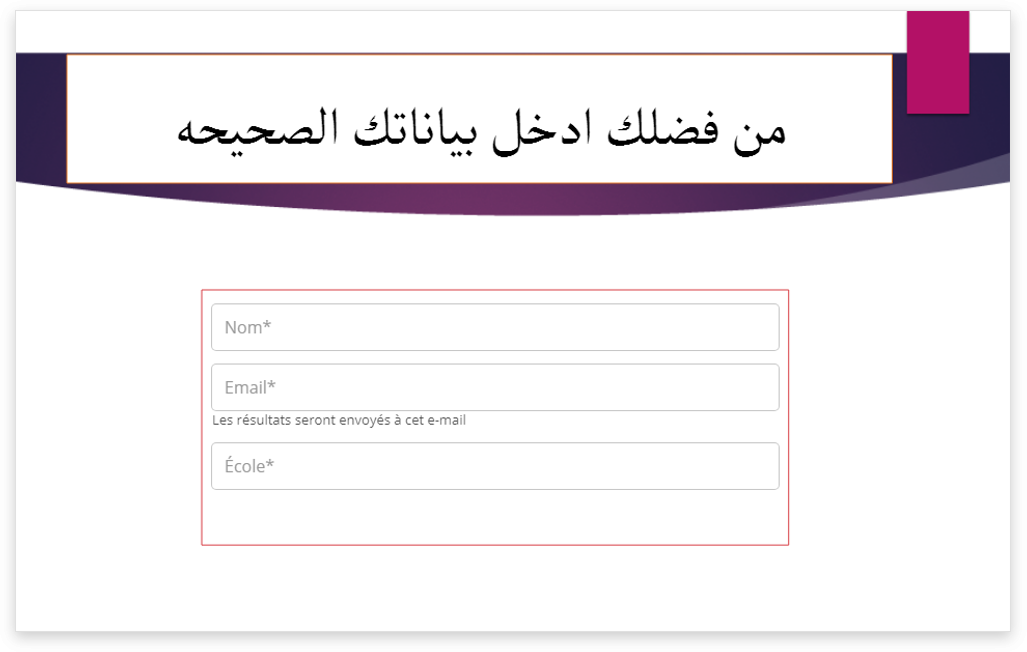 من فضلك ادخل بياناتك الصحيحه
Nom*
Email*
Les résultats seront envoyés à cet e-mail
École*